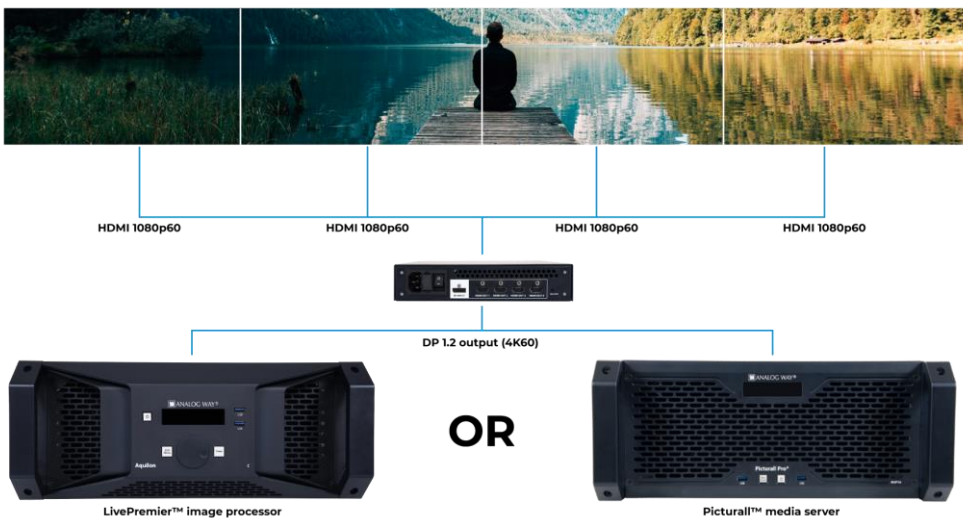 HDMI 1080p60
HDMI 1080p60
HDMI 1080p60
HDMI 1080p60
DP 1.2 output (4K60)
ANALOG WAY®
Aquilon
OR
ANALOG WAY®
Picturall Pro®
LivePremier™ image processor
Picturall™ media server